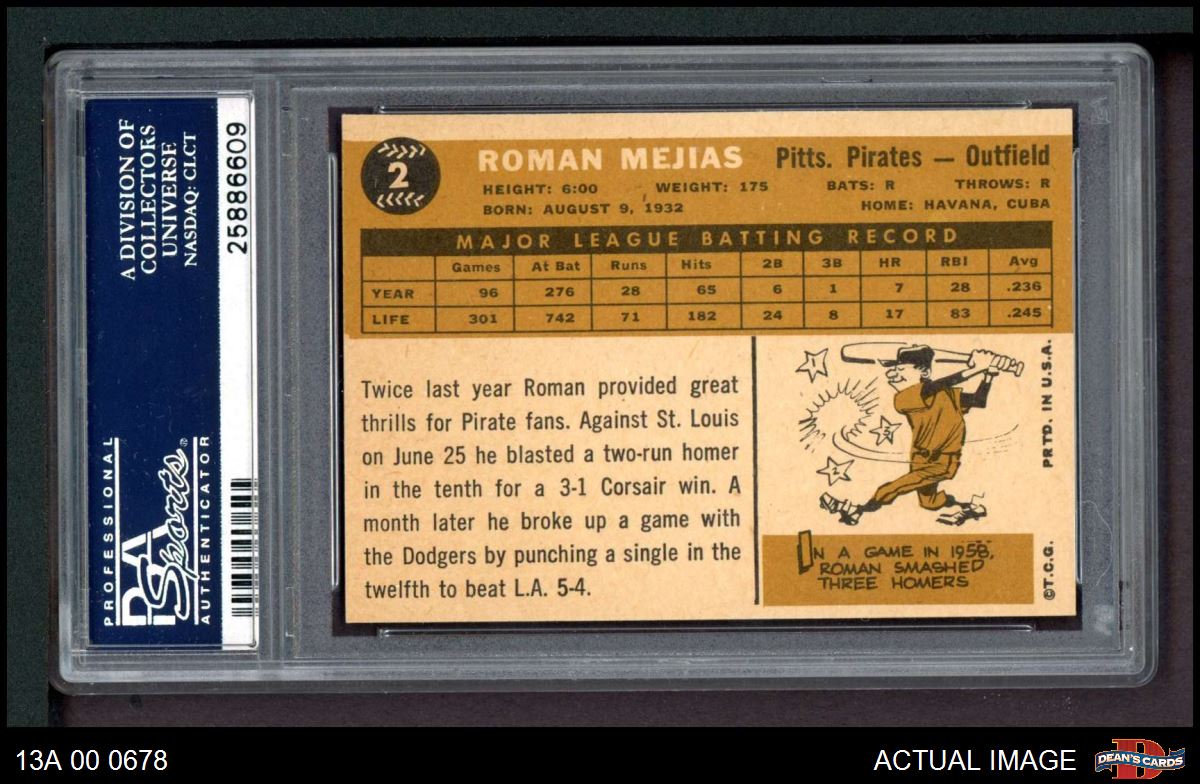 A DIVISION OF
COLLECTORS
UNIVERSE
NASDAQ: CLCT
25886609
PROFESSIONAL
PSA
Sports®
AUTHENTICATOR
2
ROMAN MEJIAS Pitts. Pirates — Outfield
HEIGHT: 6:00 WEIGHT: 175 BATS: R THROWS: R
BORN: AUGUST 9, 1932 HOME: HAVANA, CUBA
MAJOR LEAGUE BATTING RECORD
Games At Bat Runs Hits 2B 3B HR RBI Avg
YEAR 96 276 28 65 6 1 7 28 .236
LIFE 301 742 71 182 24 8 17 83 .245
Twice last year Roman provided great
thrills for Pirate fans. Against St. Louis
on June 25 he blasted a two-run homer
in the tenth for a 3-1 Corsair win. A
month later he broke up a game with
the Dodgers by punching a single in the
twelfth to beat L.A. 5-4.
1
3
2
IN A GAME IN 1958,
ROMAN SMASHED
THREE HOMERS
©T.C.G. PRTD. IN U.S.A.
13A 00 0678
ACTUAL IMAGE
D
DEAN'S CARDS